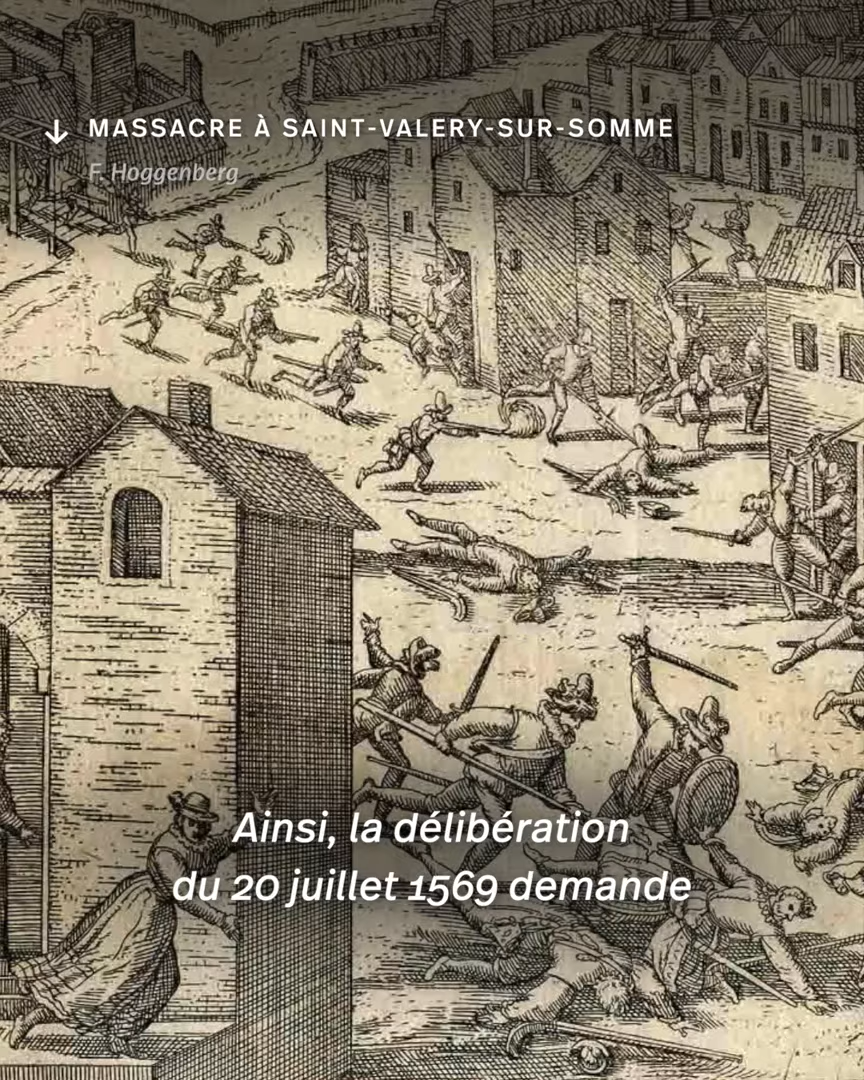 ↓ MASSACRE À SAINT-VALERY-SUR-SOMME
F. Hoggenberg
Ainsi, la délibération
du 20 juillet 1569 demande